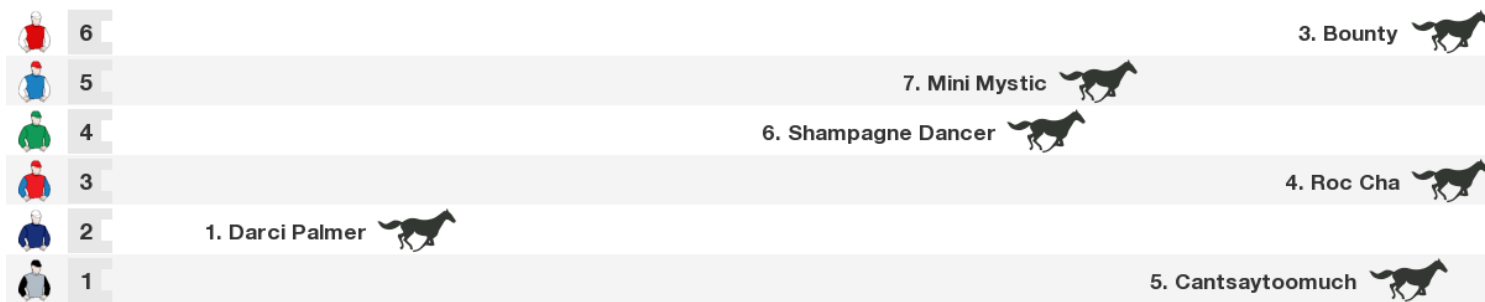 6 3. Bounty
5 7. Mini Mystic
4 6. Shampagne Dancer
3 4. Roc Cha
2 1. Darci Palmer
1 5. Cantsaytoomuch